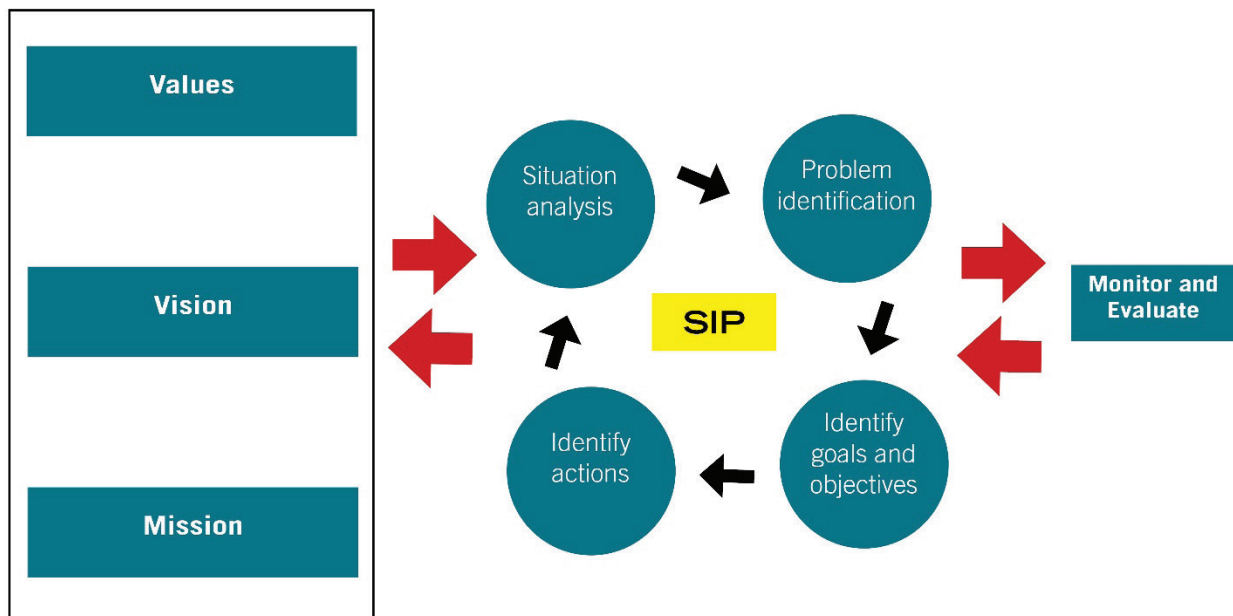 Values
Vision
Mission
Situation
analysis
Problem
identification
SIP
Identify
actions
Identify
goals and
objectives
Monitor and
Evaluate